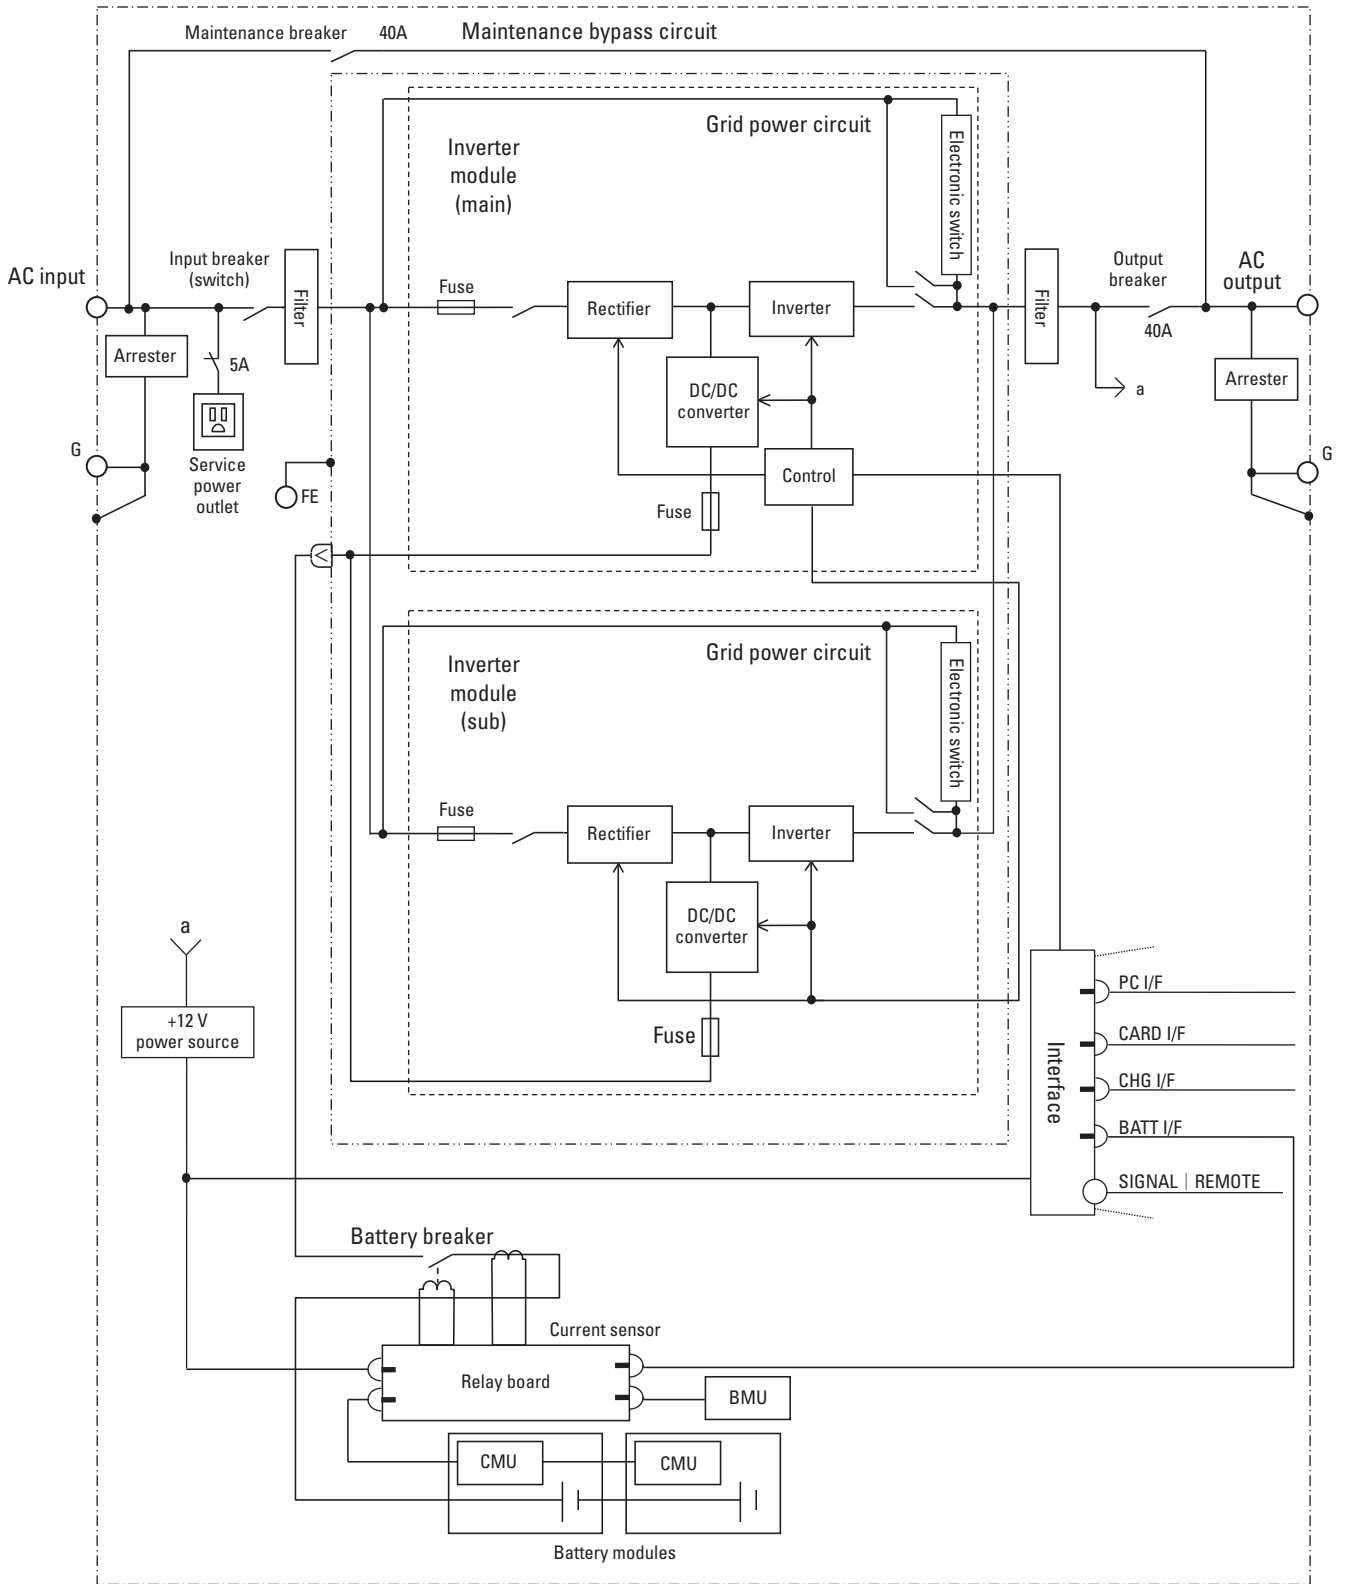 Maintenance breaker 40A Maintenance bypass circuit
Grid power circuit
Electronic switch
Inverter
module
(main)
AC input
Input breaker
(switch)
Filter
Fuse
Rectifier
Inverter
Filter
Output
breaker
40A
AC
output
Arrester
5A
DC/DC
converter
a
Arrester
G
Service
power
outlet
FE
Fuse
Control
G
Grid power circuit
Electronic switch
Inverter
module
(sub)
Fuse
Rectifier
Inverter
DC/DC
converter
Fuse
a
+12 V
power source
Interface
PC I/F
CARD I/F
CHG I/F
BATT I/F
SIGNAL | REMOTE
Battery breaker
Current sensor
Relay board
BMU
CMU
CMU
Battery modules